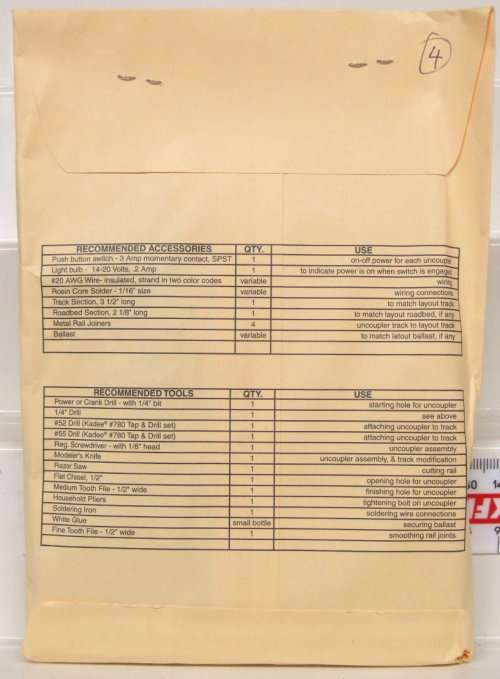 4
RECOMMENDED ACCESSORIES QTY. USE
Push button switch - 3 Amp momentary contact, SPST 1 on-off power for each uncouple
Light bulb - 14-20 Volts, .2 Amp 1 to indicate power is on when switch is engaged
#20 AWG Wire- insulated, strand in two color codes variable wiring
Rosin Core Solder - 1/16" size variable wiring connections
Track Section, 3 1/2" long 1 to match layout track
Roadbed Section, 2 1/8" long 1 to match layout roadbed, if any
Metal Rail Joiners 4 uncoupler track to layout track
Ballast variable to match latout ballast, if any
RECOMMENDED TOOLS QTY. USE
Power or Crank Drill - with 1/4" bit 1 starting hole for uncoupler
1/4" Drill 1 see above
#52 Drill (Kadee® #780 Tap & Drill set) 1 attaching uncoupler to track
#55 Drill (Kadee® #780 Tap & Drill set) 1 attaching uncoupler to track
Reg. Screwdriver - with 1/8" head 1 uncoupler assembly
Modeler's Knife 1 uncoupler assembly, & track modification
Razor Saw 1 cutting rail
Flat Chisel, 1/2" 1 opening hole for uncoupler
Medium Tooth File - 1/2" wide 1 finishing hole for uncoupler
Household Pliers 1 tightening bolt on uncoupler
Soldering Iron 1 soldering wire connections
White Glue small bottle securing ballast
Fine Tooth File - 1/2" wide 1 smoothing rail joints